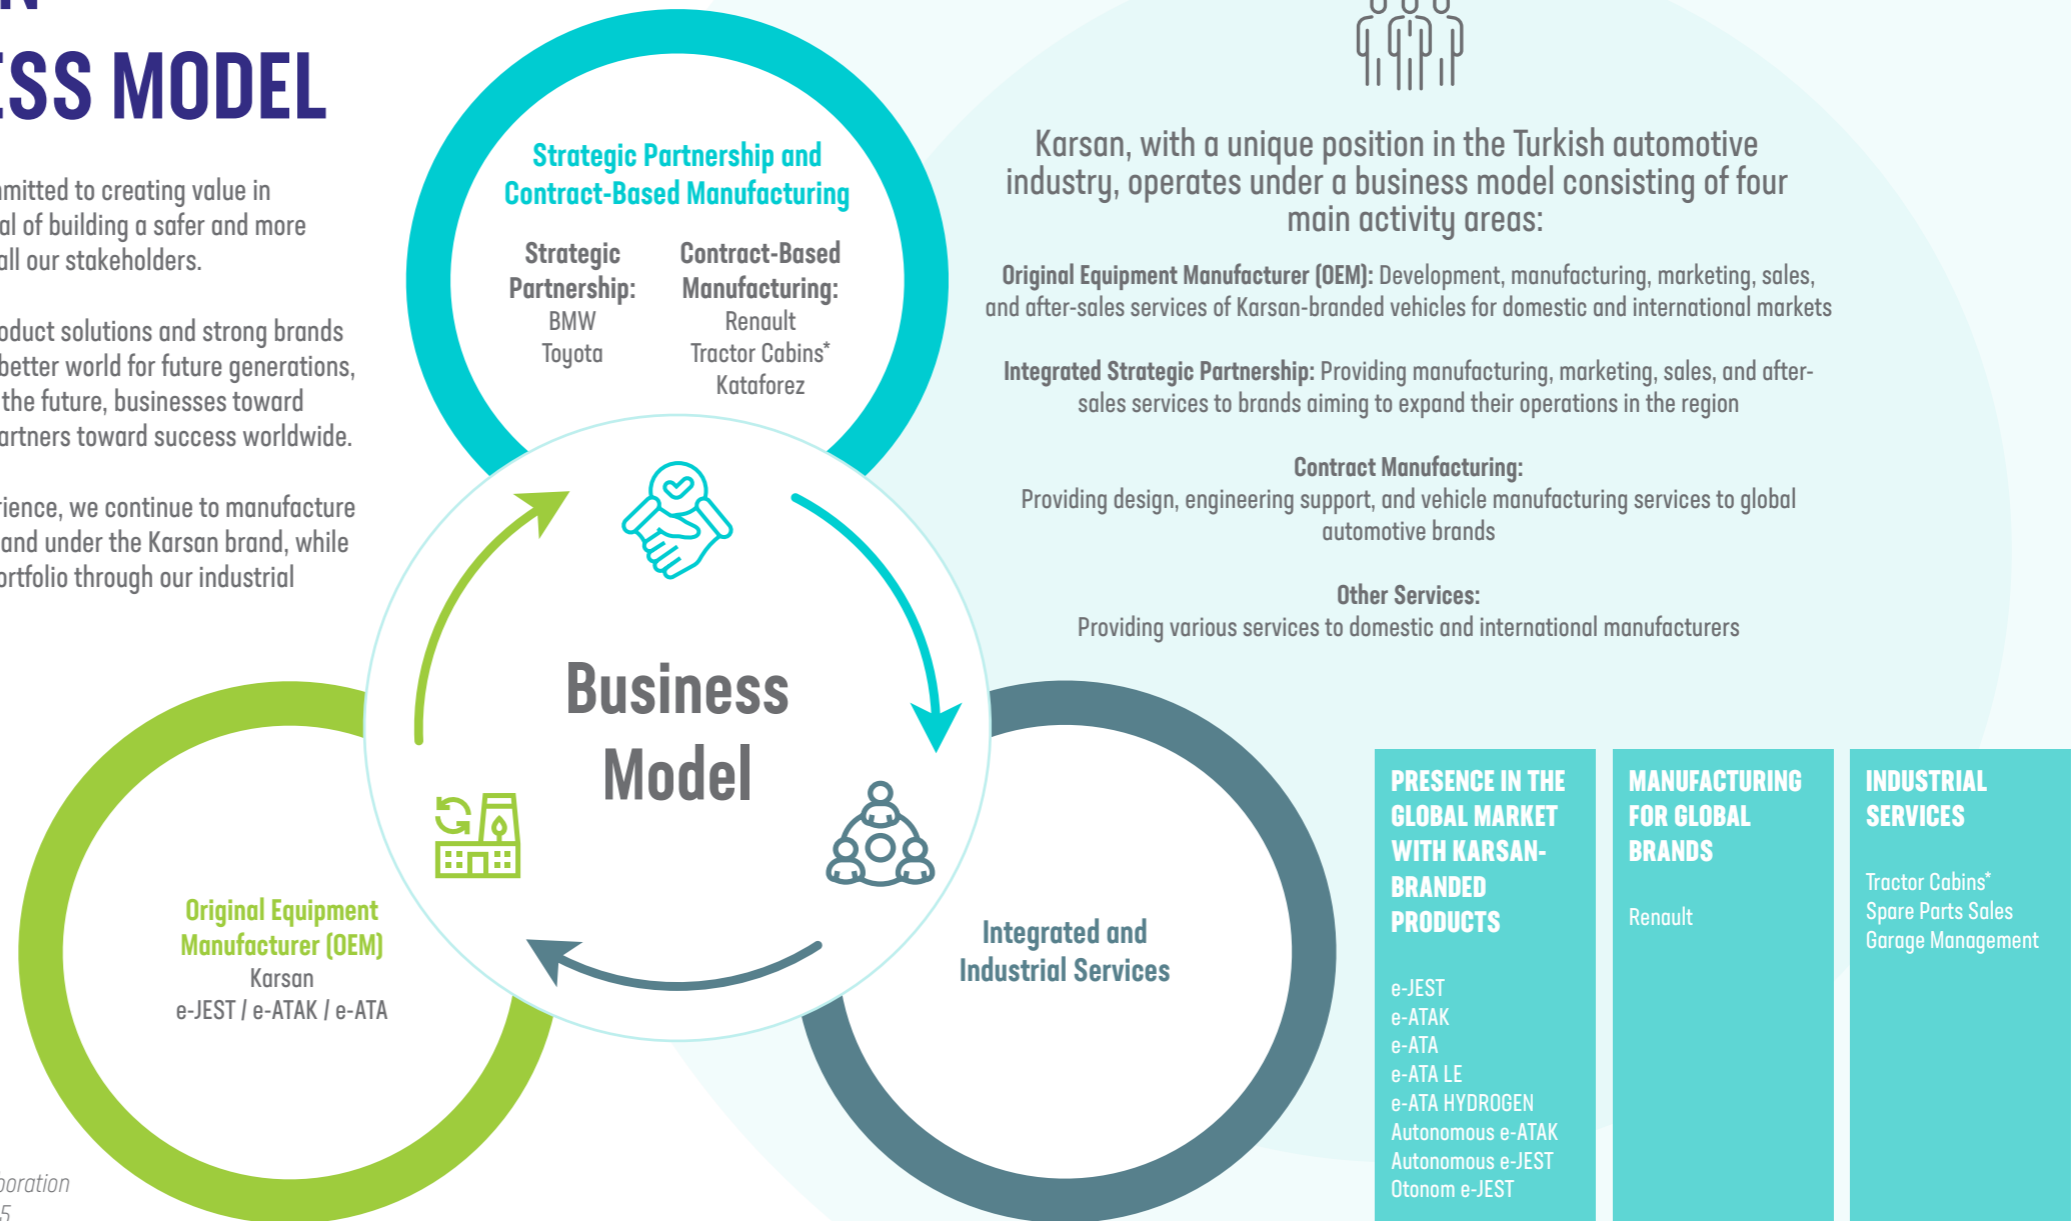 ESS MODEL
mmitted to creating value in
al of building a safer and more
all our stakeholders.
oduct solutions and strong brands
better world for future generations,
the future, businesses toward
artners toward success worldwide.
rience, we continue to manufacture
and under the Karsan brand, while
ortfolio through our industrial
Strategic Partnership and
Contract-Based Manufacturing
Strategic
Partnership:
BMW
Toyota
Contract-Based
Manufacturing:
Renault
Tractor Cabins*
Kataforez
Business
Model
Original Equipment
Manufacturer (OEM)
Karsan
e-JEST / e-ATAK / e-ATA
Integrated and
Industrial Services
boration
5
Karsan, with a unique position in the Turkish automotive
industry, operates under a business model consisting of four
main activity areas:
Original Equipment Manufacturer (OEM): Development, manufacturing, marketing, sales,
and after-sales services of Karsan-branded vehicles for domestic and international markets
Integrated Strategic Partnership: Providing manufacturing, marketing, sales, and after-
sales services to brands aiming to expand their operations in the region
Contract Manufacturing:
Providing design, engineering support, and vehicle manufacturing services to global
automotive brands
Other Services:
Providing various services to domestic and international manufacturers
PRESENCE IN THE
GLOBAL MARKET
WITH KARSAN-
BRANDED
PRODUCTS
e-JEST
e-ATAK
e-ATA
e-ATA LE
e-ATA HYDROGEN
Autonomous e-ATAK
Autonomous e-JEST
Otonom e-JEST
MANUFACTURING
FOR GLOBAL
BRANDS
Renault
INDUSTRIAL
SERVICES
Tractor Cabins*
Spare Parts Sales
Garage Management